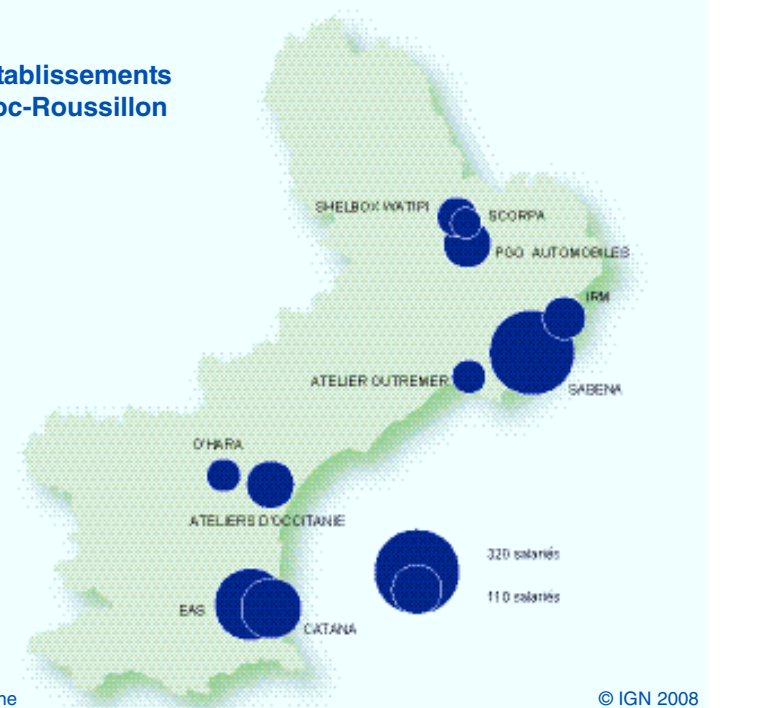 tablissements
oc-Roussillon
SHELBOX WATIPI
SCORPA
PGO AUTOMOBILES
IRM
ATELIER OUTREMER
SABENA
O'HARA
ATELIERS D'OCCITANIE
320 salariés
110 salariés
EAS
CATANA
ne
© IGN 2008